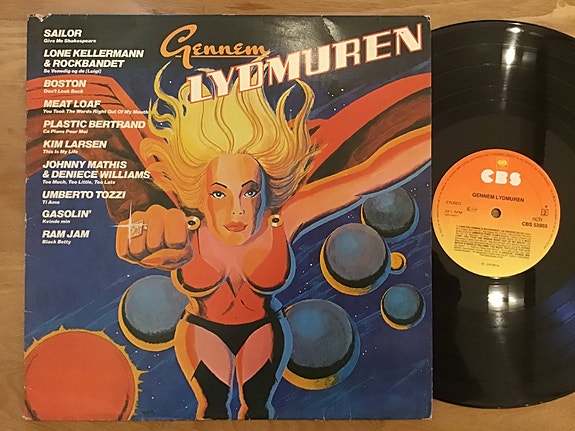 Gennem
LYDMUREN
SAILOR
Give Me Shakespeare
LONE KELLERMANN
& ROCKBANDET
Se Venedig og dø (Luigi)
BOSTON
Don't Look Back
MEAT LOAF
You Took The Words Right Out Of My Mouth
PLASTIC BERTRAND
Ca Plane Pour Moi
KIM LARSEN
This Is My Life
JOHNNY MATHIS
& DENIECE WILLIAMS
Too Much, Too Little, Too Late
UMBERTO TOZZI
Ti Amo
GASOLIN'
Kvinde min
RAM JAM
Black Betty
CBS
GENNEM LYDMUREN
STEREO
2
CBS 53955